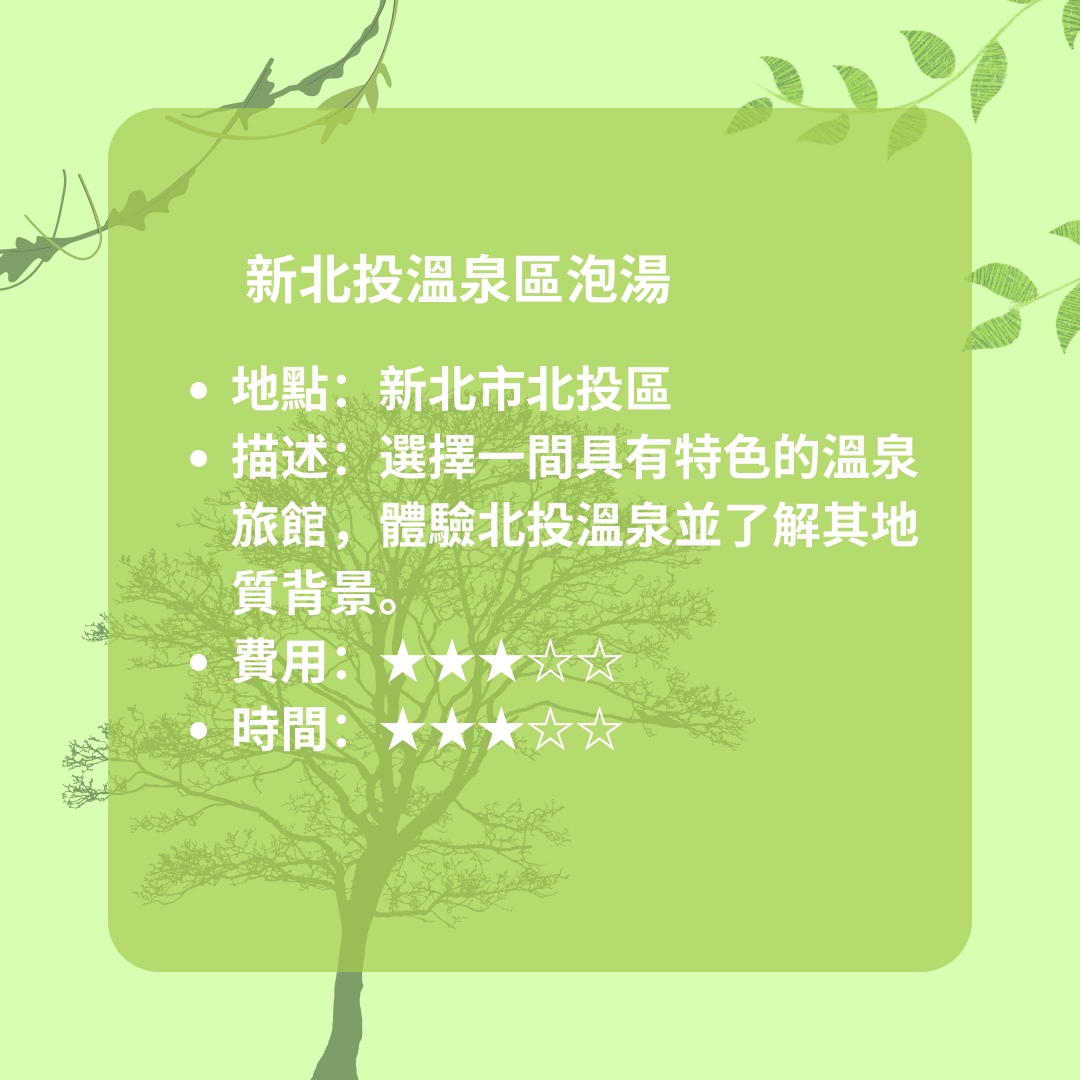 新北投溫泉區泡湯
• 地點：新北市北投區
• 描述：選擇一間具有特色的溫泉
旅館，體驗北投溫泉並了解其地
質背景。
• 費用：★★★☆☆
• 時間：★★★☆☆